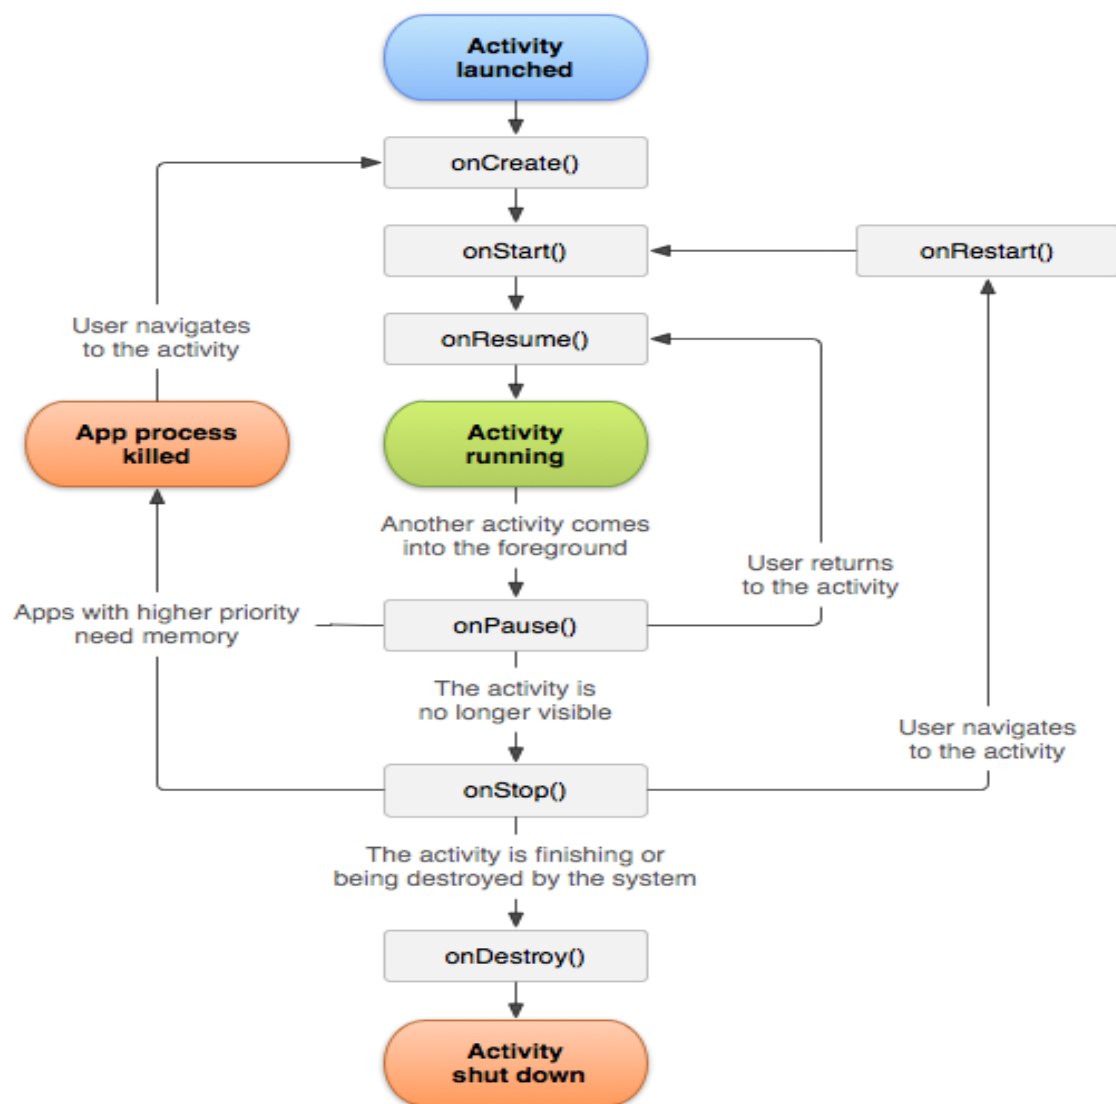 Activity
launched
onCreate()
onStart()
onRestart()
User navigates
to the activity
onResume()
App process
killed
Activity
running
Another activity comes
into the foreground
User returns
to the activity
Apps with higher priority
need memory
onPause()
The activity is
no longer visible
User navigates
to the activity
onStop()
The activity is finishing or
being destroyed by the system
onDestroy()
Activity
shut down